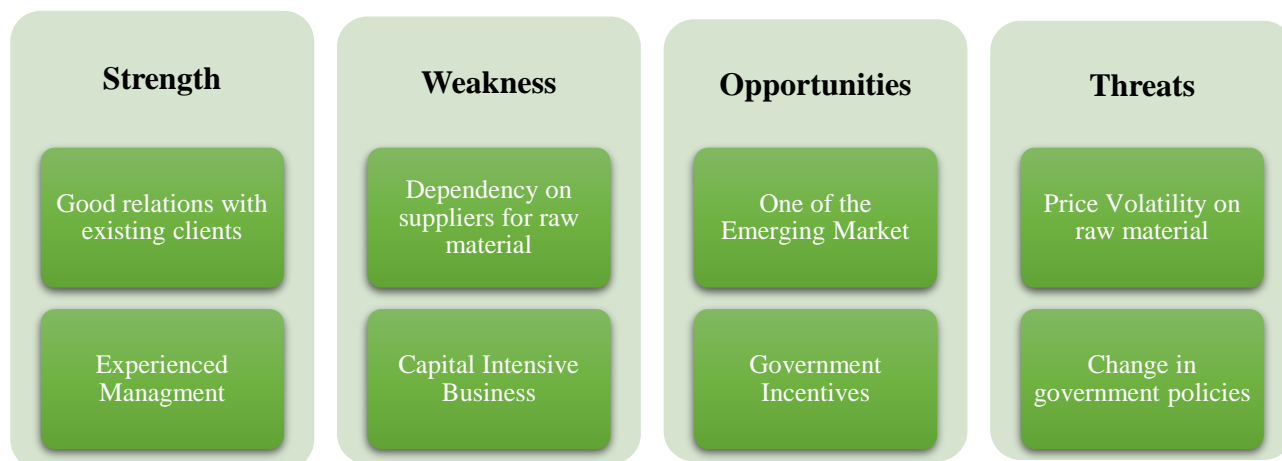 Strength
Good relations with
existing clients
Experienced
Managment
Weakness
Dependency on
suppliers for raw
material
Capital Intensive
Business
Opportunities
One of the
Emerging Market
Government
Incentives
Threats
Price Volatility on
raw material
Change in
government policies